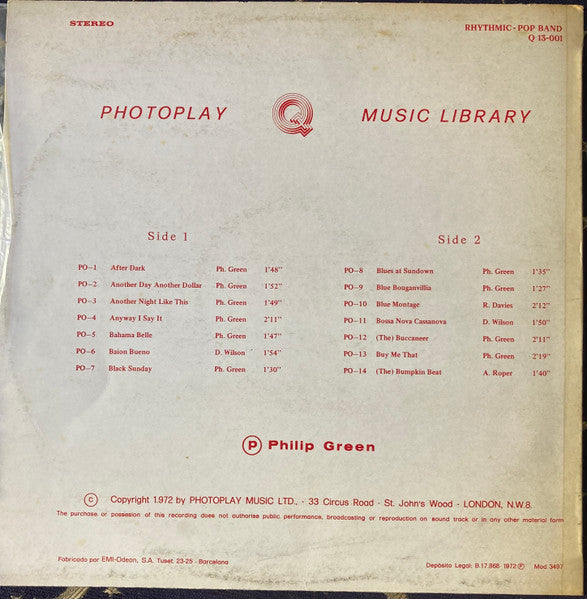 STEREO
RHYTHMIC - POP BAND
Q 13-001
PHOTOPLAY Q MUSIC LIBRARY
Side 1
PO—1 After Dark Ph. Green 1'48"
PO—2 Another Day Another Dollar Ph. Green 1'52"
PO—3 Another Night Like This Ph. Green 1'49"
PO—4 Anyway I Say It Ph. Green 2'11"
PO—5 Bahama Belle Ph. Green 1'47"
PO—6 Baion Bueno D. Wilson 1'54"
PO—7 Black Sunday Ph. Green 1'30"
Side 2
PO—8 Blues at Sundown Ph. Green 1'35"
PO—9 Blue Bouganvillia Ph. Green 1'27"
PO—10 Blue Montage R. Davies 2'12"
PO—11 Bossa Nova Cassanova D. Wilson 1'50"
PO—12 (The) Buccaneer Ph. Green 2'11"
PO—13 Buy Me That Ph. Green 2'19"
PO—14 (The) Bumpkin Beat A. Roper 1'40"
Ⓟ Philip Green
© Copyright 1.972 by PHOTOPLAY MUSIC LTD., · 33 Circus Road · St. John's Wood · LONDON, N.W.8.
The purchase or possesion of this recording does not authorise public performance, broadcasting or reproduction on sound track or in any other material form
Fabricado por EMI-Odeon, S.A. Tuset, 23-25 · Barcelona
Depósito Legal: B.17.868 1972 Ⓟ Mod 3497